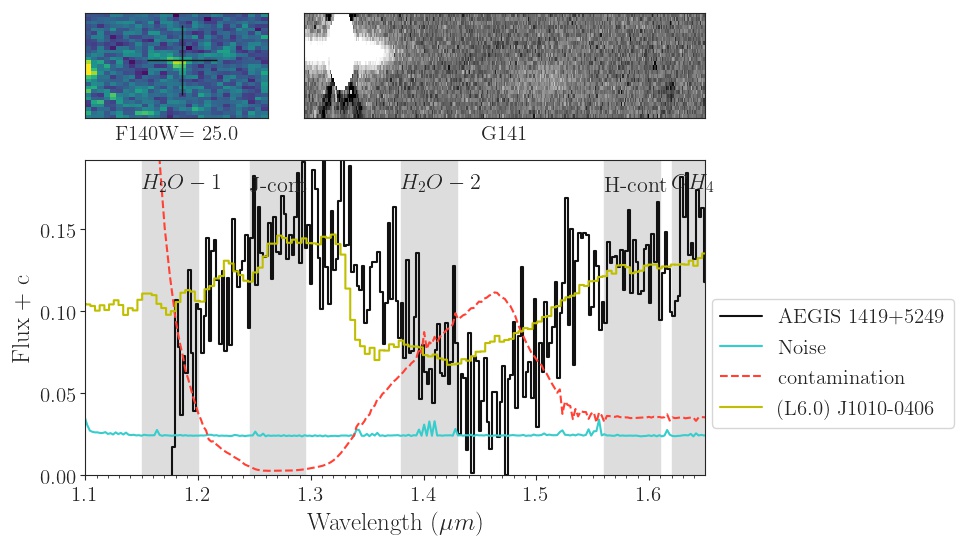 F140W= 25.0
G141
H₂O − 1
J-cont
H₂O − 2
H-cont
CH₄
Flux + c
0.15
0.10
0.05
0.00
1.1
1.2
1.3
1.4
1.5
1.6
Wavelength (μm)
AEGIS 1419+5249
Noise
contamination
(L6.0) J1010-0406